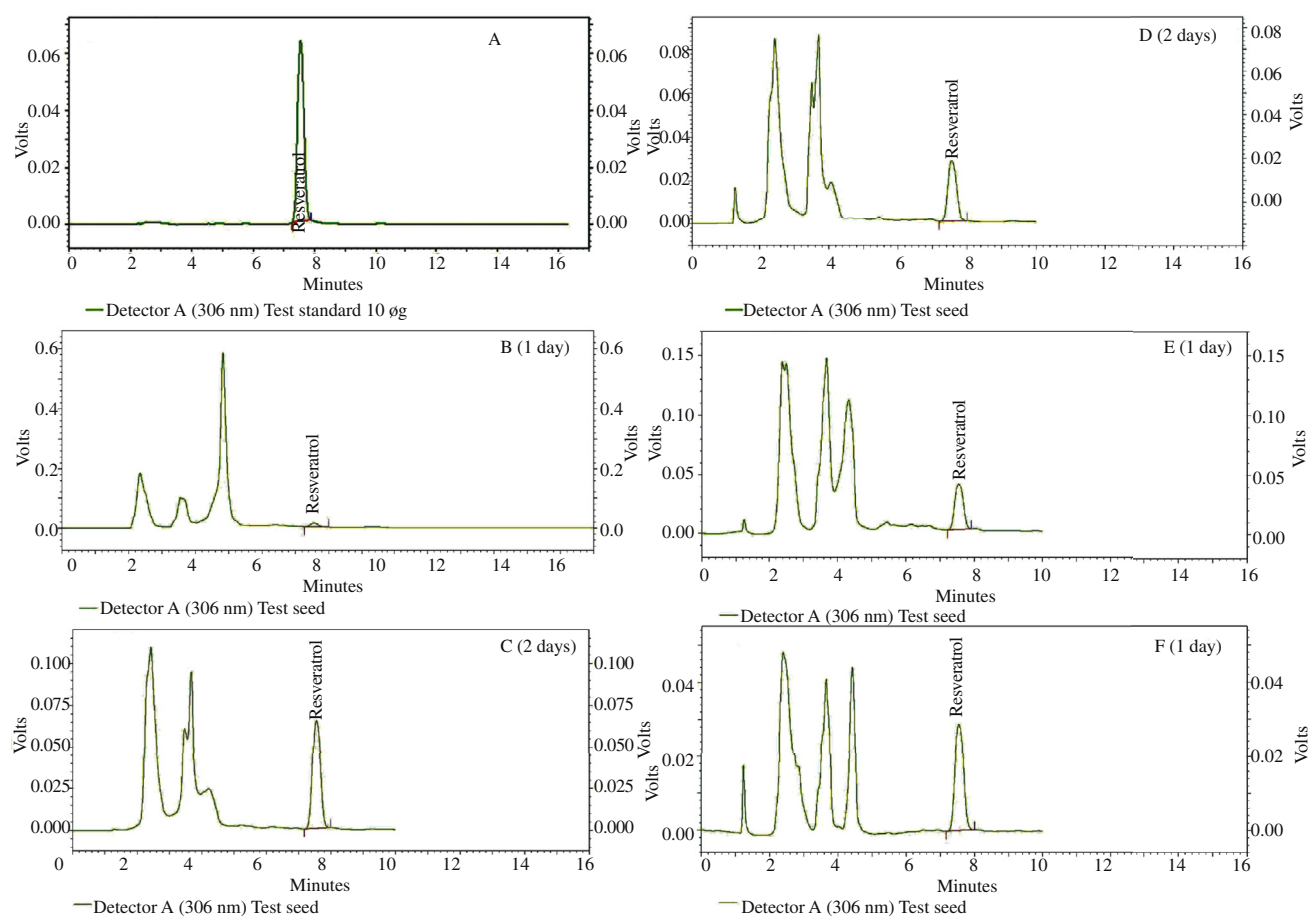 A
0.06
0.04
0.02
0.00
Volts
0.06
0.04
0.02
0.00
Volts
Resveratrol
0 2 4 6 8 10 12 14 16
Minutes
Detector A (306 nm) Test standard 10 øg
B (1 day)
0.6
0.4
0.2
0.0
Volts
0.6
0.4
0.2
0.0
Volts
Resveratrol
0 2 4 6 8 10 12 14 16
Minutes
Detector A (306 nm) Test seed
C (2 days)
0.100
0.075
0.050
0.025
0.000
Volts
0.100
0.075
0.050
0.025
0.000
Volts
Resveratrol
0 2 4 6 8 10 12 14 16
Minutes
Detector A (306 nm) Test seed
D (2 days)
0.08
0.06
0.04
0.02
0.00
Volts
0.08
0.06
0.04
0.02
0.00
Volts
Resveratrol
0 2 4 6 8 10 12 14 16
Minutes
Detector A (306 nm) Test seed
E (1 day)
0.15
0.10
0.05
0.00
Volts
0.15
0.10
0.05
0.00
Volts
Resveratrol
0 2 4 6 8 10 12 14 16
Minutes
Detector A (306 nm) Test seed
F (1 day)
0.04
0.02
0.00
Volts
0.04
0.02
0.00
Volts
Resveratrol
0 2 4 6 8 10 12 14 16
Minutes
Detector A (306 nm) Test seed